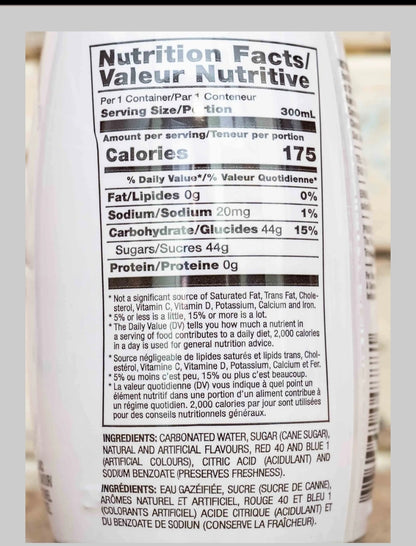 Nutrition Facts/
Valeur Nutritive
Per 1 Container/Par 1 Conteneur
Serving Size/Po tion 300mL
Amount per serving/Teneur per portion
Calories 175
% Daily Value*/% Valeur Quotidienne*
Fat/Lipides 0g 0%
Sodium/Sodium 20mg 1%
Carbohydrate/Glucides 44g 15%
Sugars/Sucres 44g
Protein/Proteine 0g
* Not a significant source of Saturated Fat, Trans Fat, Chole-
sterol, Vitamin C, Vitamin D, Potassium, Calcium and Iron.
* 5% or less is a little, 15% or more is a lot.
* The Daily Value (DV) tells you how much a nutrient in
a serving of food contributes to a daily diet, 2,000 calories
in a day is used for general nutrition advice.
* Source négligeable de lipides saturés et lipids trans, Chol-
estérol, Vitamine C, Vitamine D, Potassium, Calcium et Fer.
* 5% ou moins c'est peu, 15% ou plus c'est beaucoup.
* La valeur quotidienne (DV) vous indique à quel point un
élément nutritif dans une portion d'un aliment contribue à
un régime quotidien. 2,000 calories par jour sont utilisées
pour des conseils nutritionnels généraux.
INGREDIENTS: CARBONATED WATER, SUGAR (CANE SUGAR),
NATURAL AND ARTIFICIAL FLAVOURS, RED 40 AND BLUE 1
(ARTIFICIAL COLOURS), CITRIC ACID (ACIDULANT) AND
SODIUM BENZOATE (PRESERVES FRESHNESS).
INGRÉDIENTS: EAU GAZÉIFIÉE, SUCRE (SUCRE DE CANNE),
ARÔMES NATUREL ET ARTIFICIEL, ROUGE 40 ET BLEU 1
(COLORANTS ARTIFICIEL) ACIDE CITRIQUE (ACIDULANT) ET
DU BENZOATE DE SODIUN (CONSERVE LA FRAÎCHEUR).